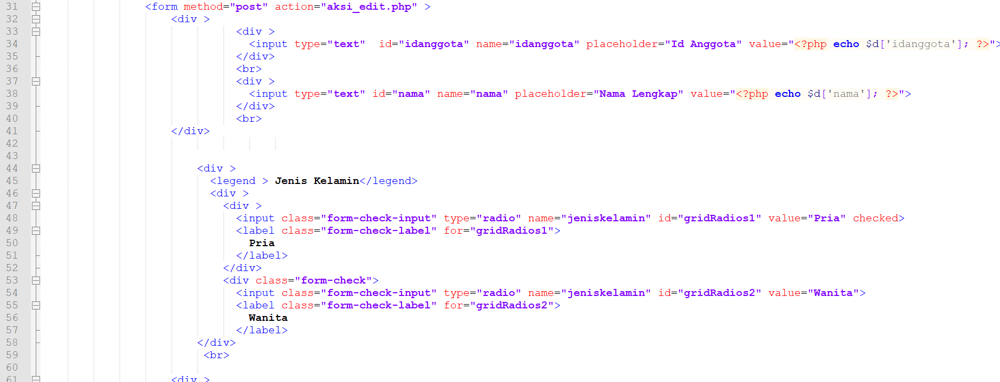 31 <form method="post" action="aksi_edit.php" >
32 <div >
33 <div >
34 <input type="text"  id="idanggota" name="idanggota" placeholder="Id Anggota" value="<?php echo $d['idanggota']; ?>">
35 </div>
36 <br>
37 <div >
38 <input type="text" id="nama" name="nama" placeholder="Nama Lengkap" value="<?php echo $d['nama']; ?>">
39 </div>
40 <br>
41 </div>
42
43
44 <div >
45 <legend > Jenis Kelamin</legend>
46 <div >
47 <div >
48 <input class="form-check-input" type="radio" name="jeniskelamin" id="gridRadios1" value="Pria" checked>
49 <label class="form-check-label" for="gridRadios1">
50 Pria
51 </label>
52 </div>
53 <div class="form-check">
54 <input class="form-check-input" type="radio" name="jeniskelamin" id="gridRadios2" value="Wanita">
55 <label class="form-check-label" for="gridRadios2">
56 Wanita
57 </label>
58 </div>
59 <br>
60
61 <div >